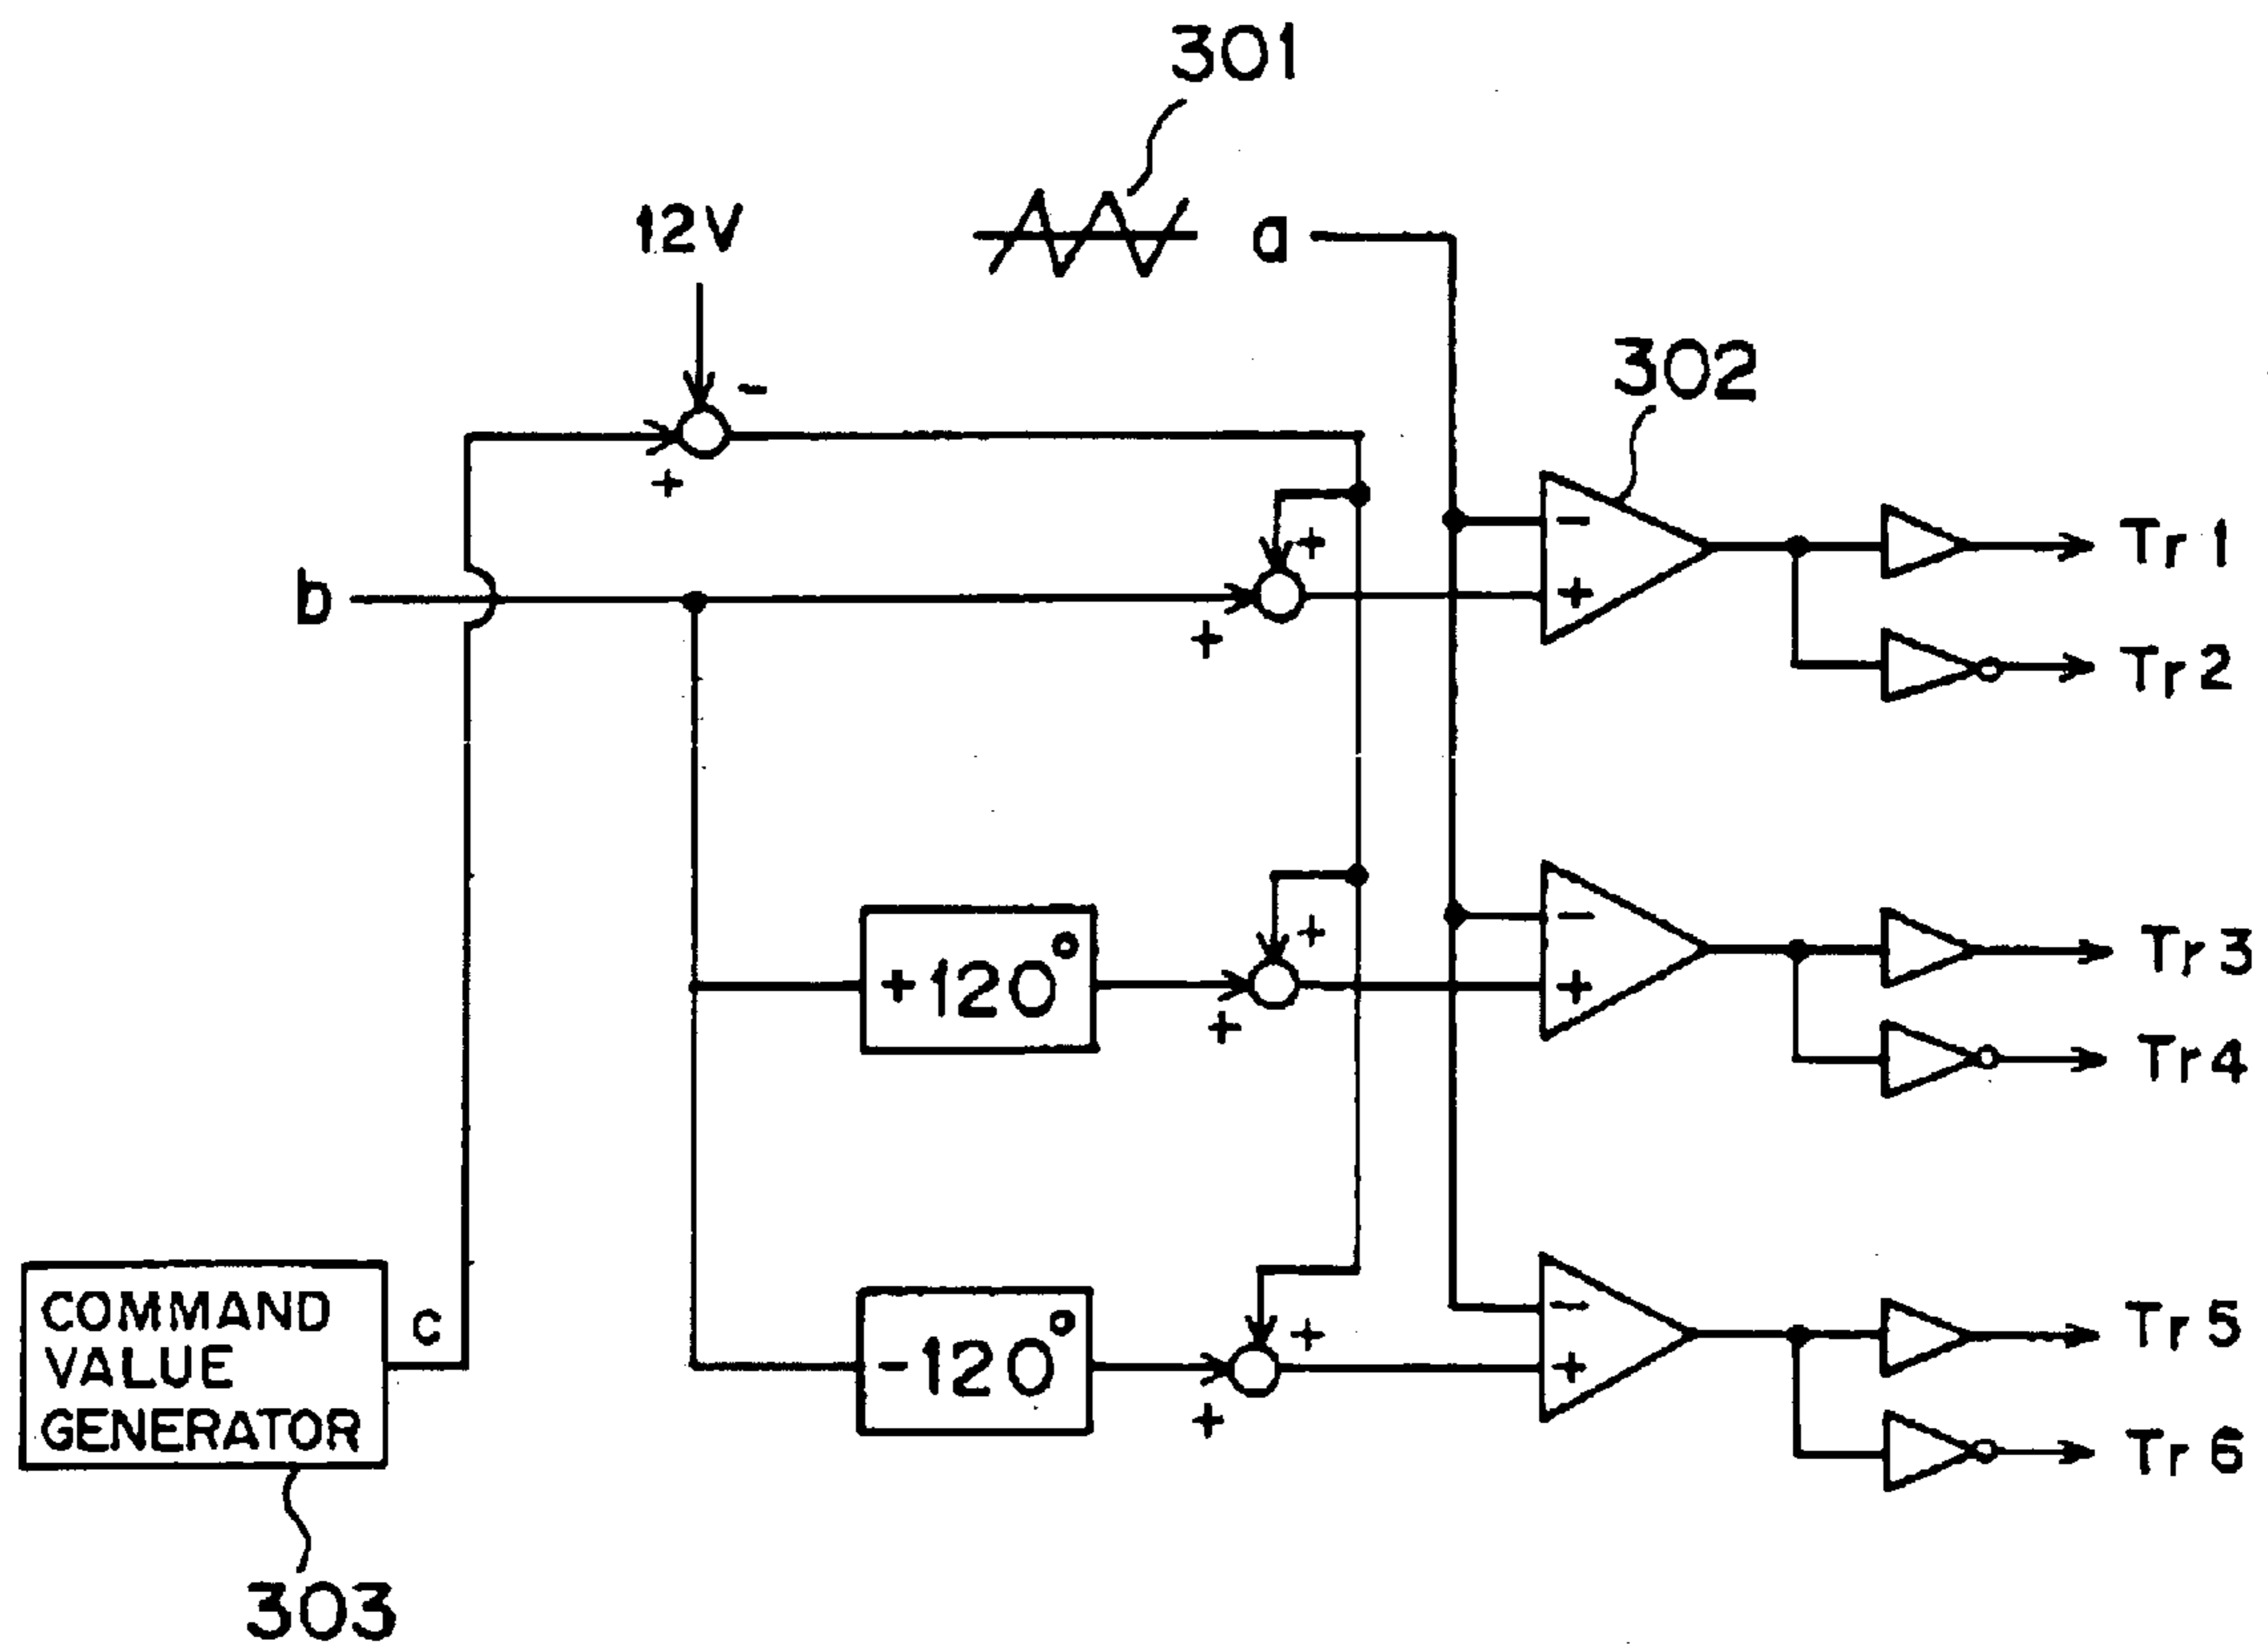 301
12V
a
302
-
+
-
+
+
b
+
Tr 1
Tr 2
+120°
+
+
-
+
Tr 3
Tr 4
COMMAND
VALUE
GENERATOR
c
-120°
+
+
-
+
Tr 5
Tr 6
303